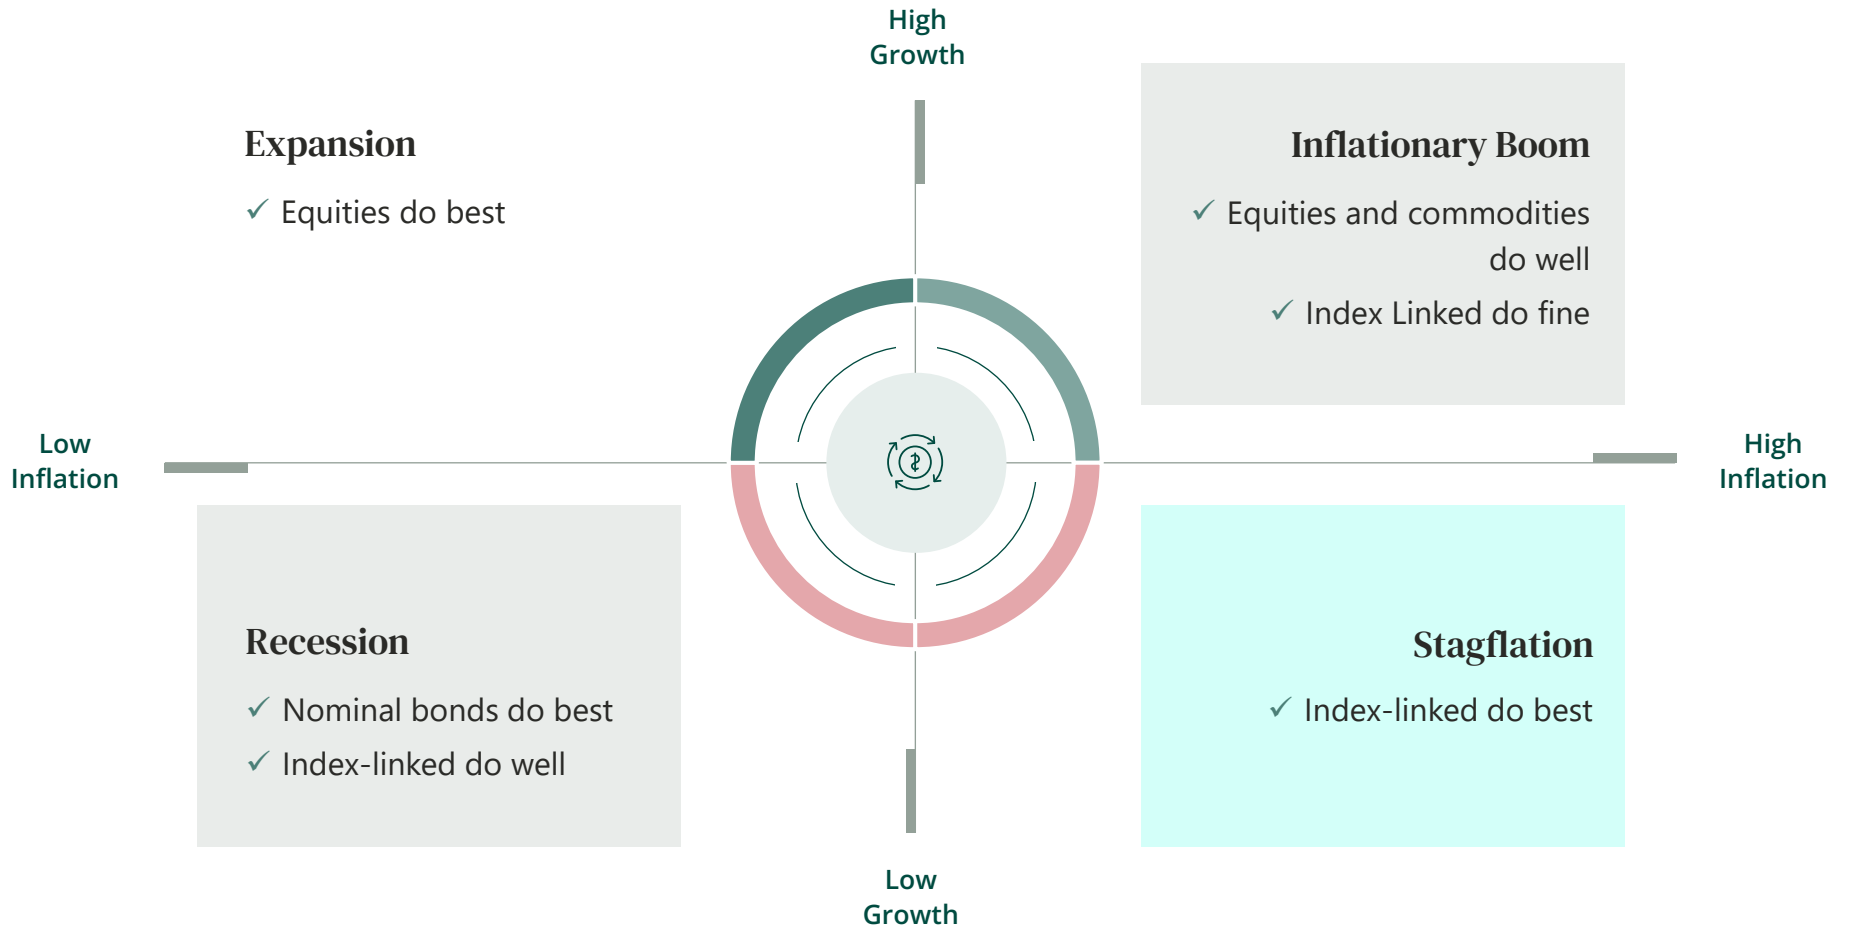 High
Growth
Expansion
✓ Equities do best
Inflationary Boom
✓ Equities and commodities
do well
✓ Index Linked do fine
Low
Inflation
High
Inflation
Recession
✓ Nominal bonds do best
✓ Index-linked do well
Stagflation
✓ Index-linked do best
Low
Growth